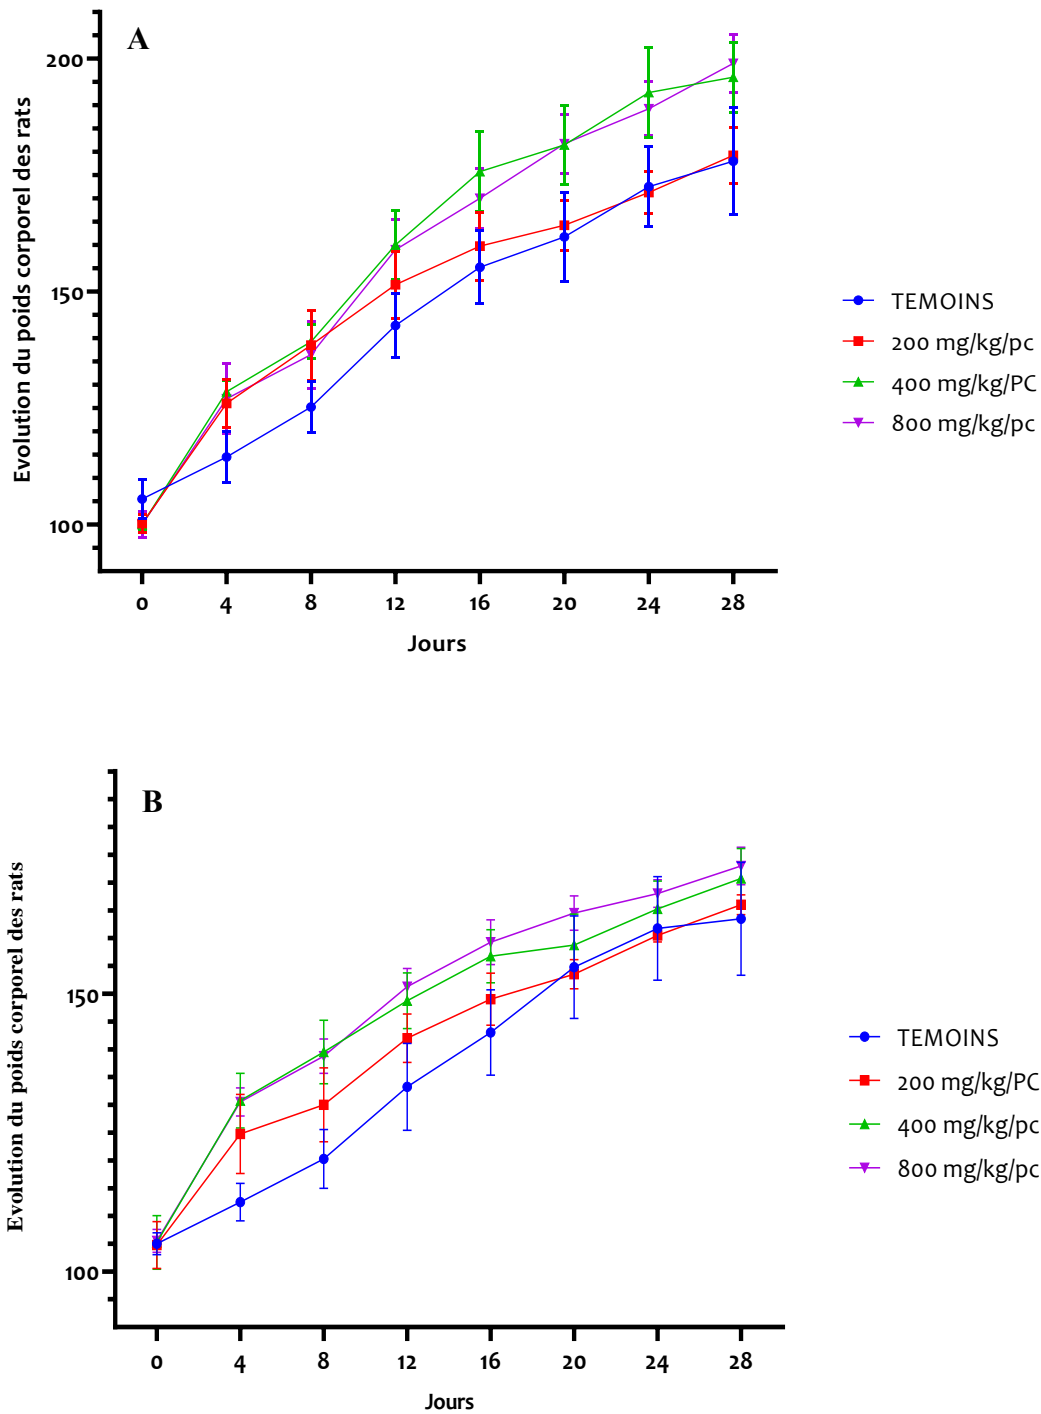 A
Evolution du poids corporel des rats
200
150
100
0 4 8 12 16 20 24 28
Jours
TEMOINS
200 mg/kg/pc
400 mg/kg/PC
800 mg/kg/pc
B
Evolution du poids corporel des rats
150
100
0 4 8 12 16 20 24 28
Jours
TEMOINS
200 mg/kg/PC
400 mg/kg/pc
800 mg/kg/pc